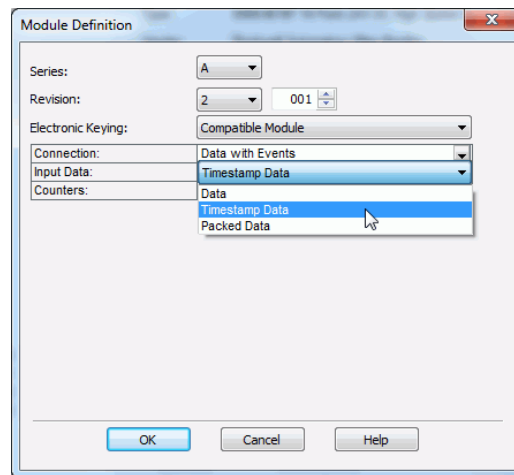 Module Definition
Series:
A
Revision:
2
001
Electronic Keying:
Compatible Module
Connection:
Data with Events
Input Data:
Timestamp Data
Counters:
Data
Timestamp Data
Packed Data
OK
Cancel
Help